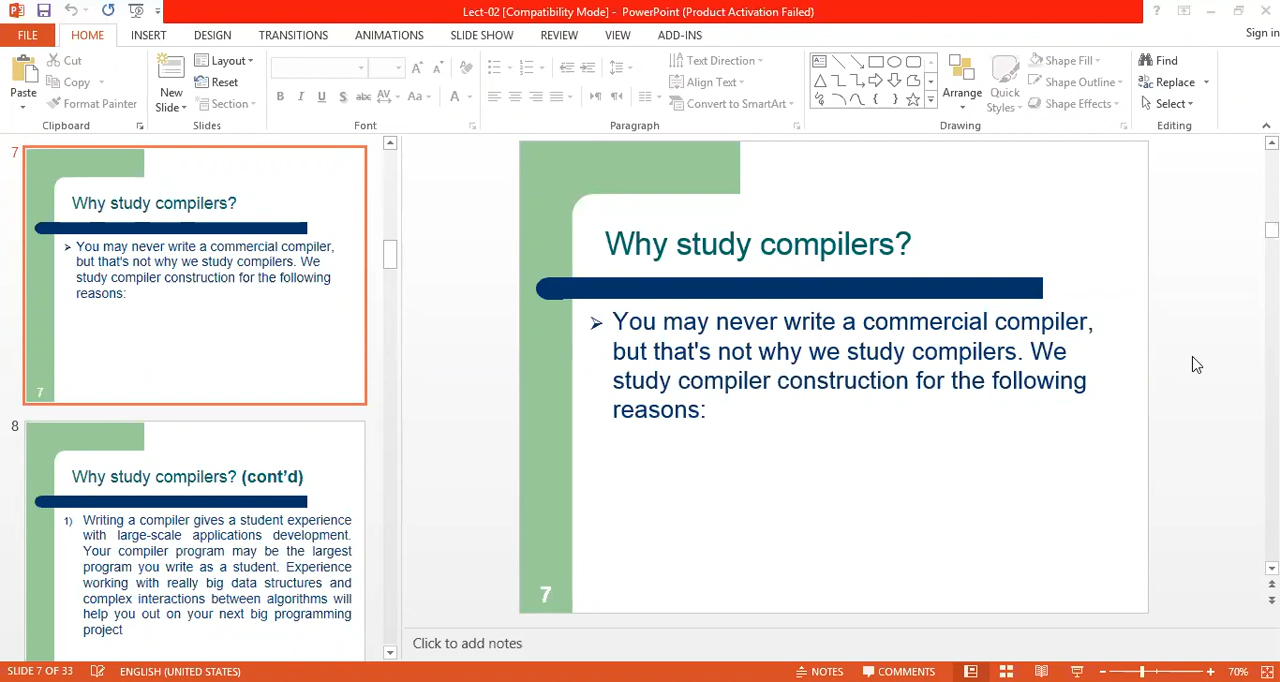 Lect-02 [Compatibility Mode] - PowerPoint (Product Activation Failed)
FILE HOME INSERT DESIGN TRANSITIONS ANIMATIONS SLIDE SHOW REVIEW VIEW ADD-INS Sign in
Paste
Cut
Copy
Format Painter
Clipboard
New
Slide
Layout
Reset
Section
Slides
B I U S abc AV Aa A
Font
Text Direction
Align Text
Convert to SmartArt
Paragraph
Arrange
Quick
Styles
Shape Fill
Shape Outline
Shape Effects
Drawing
Find
Replace
Select
Editing
7
Why study compilers?
You may never write a commercial compiler,
but that's not why we study compilers. We
study compiler construction for the following
reasons:
7
8
Why study compilers? (cont'd)
1) Writing a compiler gives a student experience
with large-scale applications development.
Your compiler program may be the largest
program you write as a student. Experience
working with really big data structures and
complex interactions between algorithms will
help you out on your next big programming
project
Why study compilers?
You may never write a commercial compiler,
but that's not why we study compilers. We
study compiler construction for the following
reasons:
7
Click to add notes
SLIDE 7 OF 33 ENGLISH (UNITED STATES) NOTES COMMENTS 70%